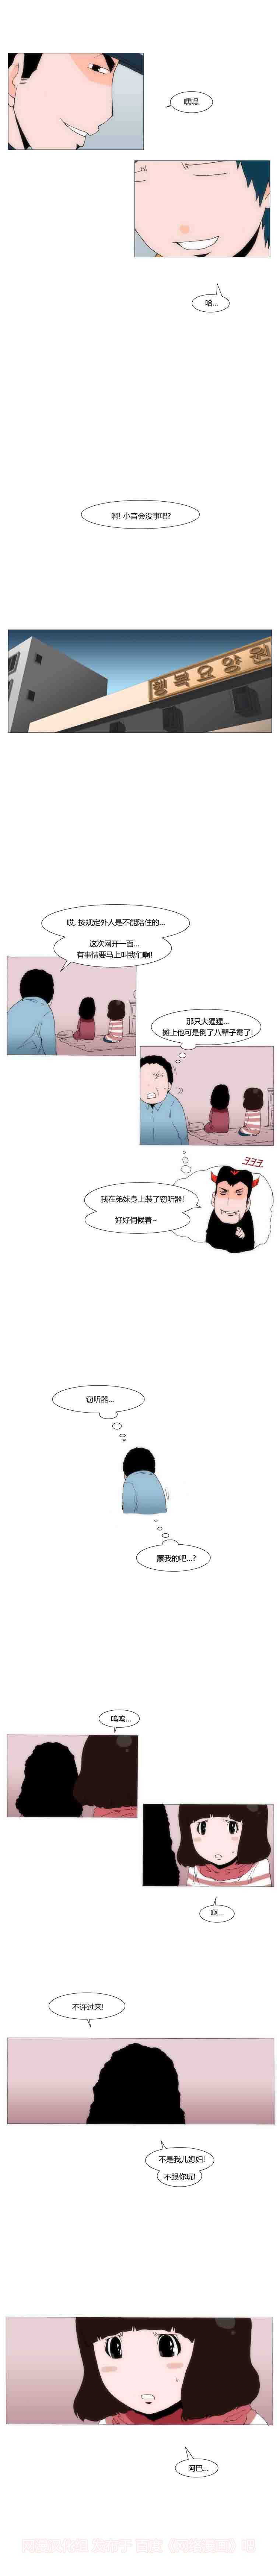 嘿嘿
哈...
啊! 小音会没事吧?
행복요양원
哎, 按规定外人是不能陪住的...
这次网开一面...
有事情要马上叫我们啊!
那只大猩猩...
摊上他可是倒了八辈子霉了!
333.
我在弟妹身上装了窃听器!
好好伺候着~
窃听器...
蒙我的吧...?
呜呜...
啊...
不许过来!
不是我儿媳妇!
不跟你玩!
阿巴...